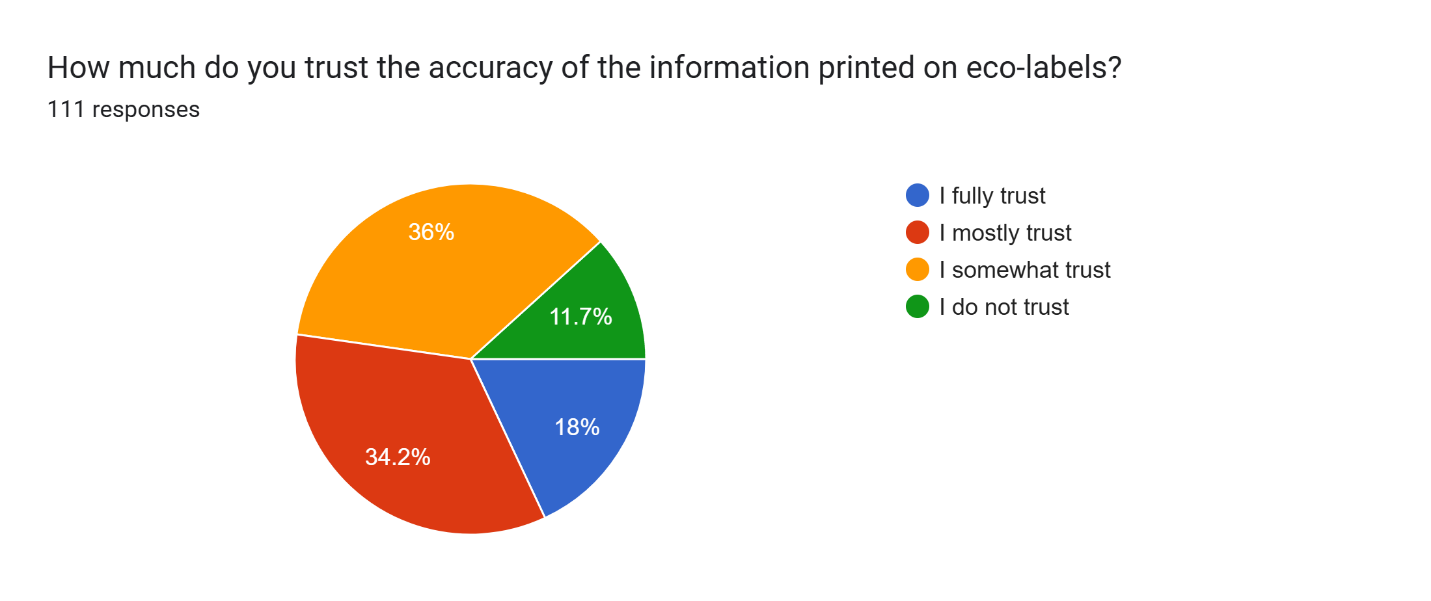 How much do you trust the accuracy of the information printed on eco-labels?
111 responses
36%
11.7%
18%
34.2%
I fully trust
I mostly trust
I somewhat trust
I do not trust